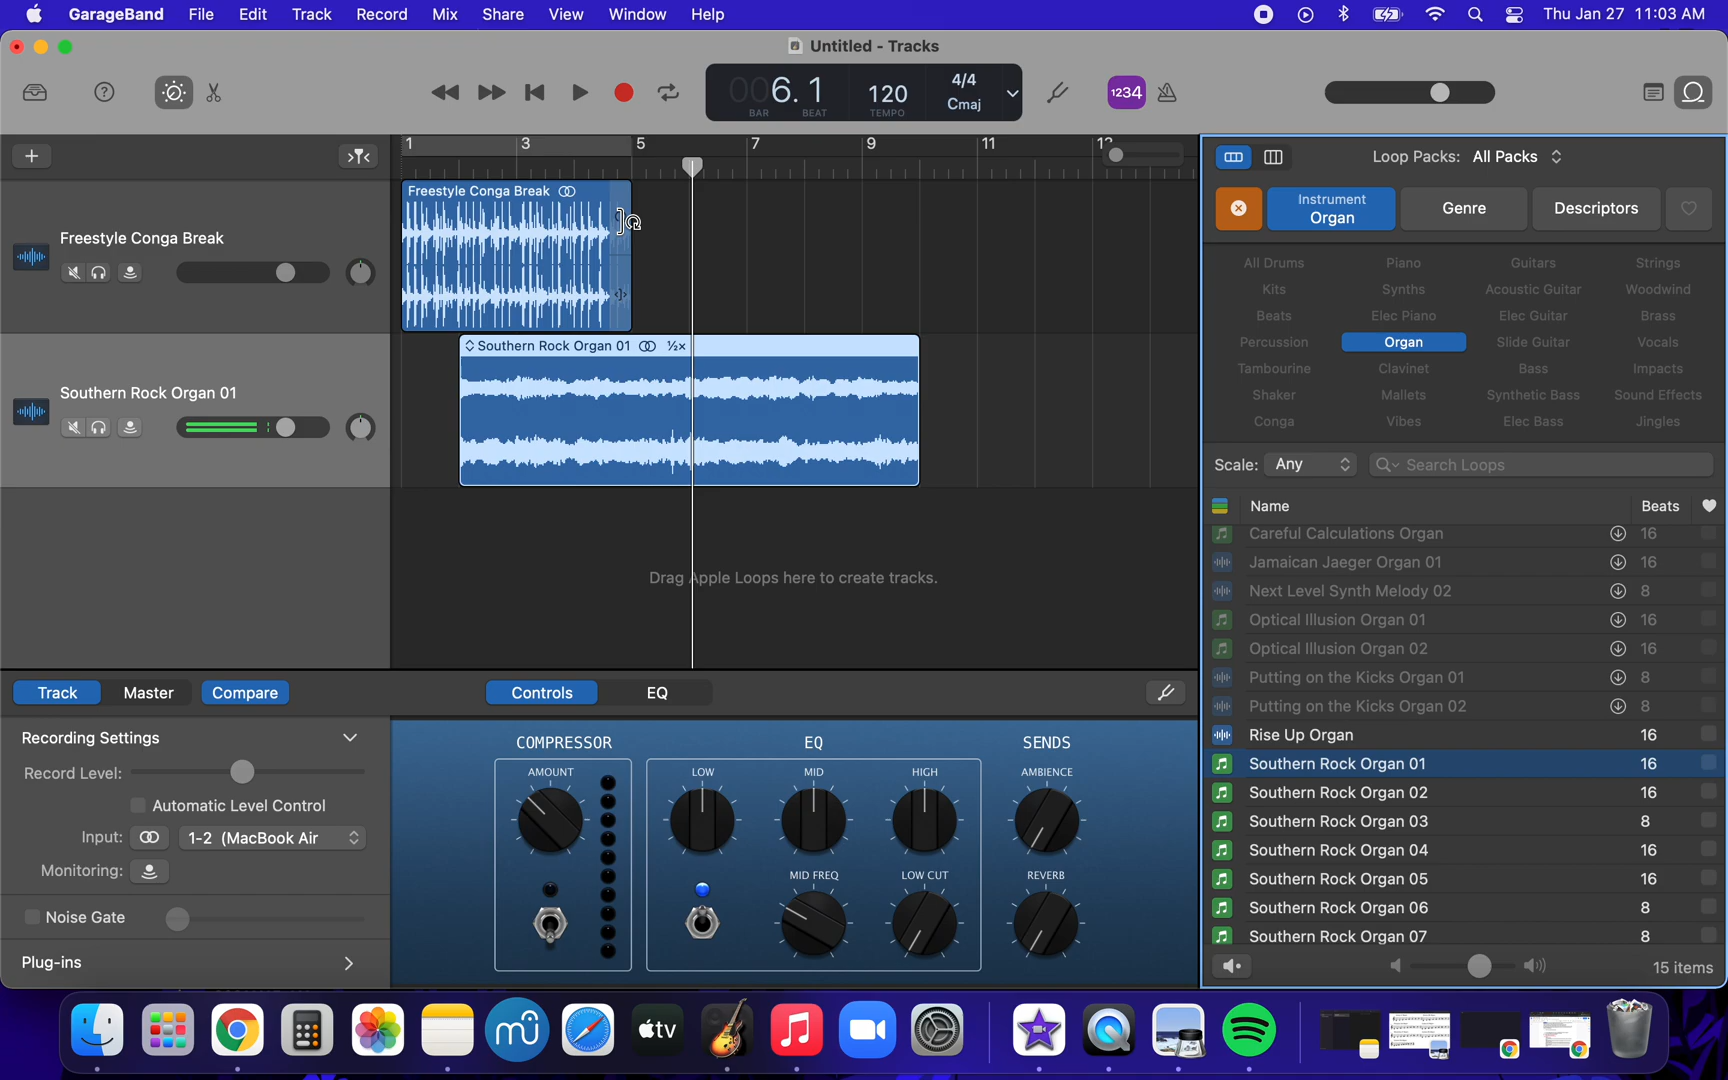 GarageBand File Edit Track Record Mix Share View Window Help Thu Jan 27 11:03 AM
Untitled - Tracks
006.1 120 4/4
Cmaj
BAR BEAT TEMPO
1234
1 3 5 7 9 11
Loop Packs: All Packs
Instrument
Organ
Genre
Descriptors
Freestyle Conga Break
Freestyle Conga Break
Southern Rock Organ 01 ½×
Southern Rock Organ 01
Drag Apple Loops here to create tracks.
All Drums Piano Guitars Strings
Kits Synths Acoustic Guitar Woodwind
Beats Elec Piano Elec Guitar Brass
Percussion Organ Slide Guitar Vocals
Tambourine Clavinet Bass Impacts
Shaker Mallets Synthetic Bass Sound Effects
Conga Vibes Elec Bass Jingles
Scale: Any Search Loops
Name Beats
Careful Calculations Organ 16
Jamaican Jaeger Organ 01 16
Next Level Synth Melody 02 8
Optical Illusion Organ 01 16
Optical Illusion Organ 02 16
Putting on the Kicks Organ 01 8
Putting on the Kicks Organ 02 8
Rise Up Organ 16
Southern Rock Organ 01 16
Southern Rock Organ 02 16
Southern Rock Organ 03 8
Southern Rock Organ 04 16
Southern Rock Organ 05 16
Southern Rock Organ 06 8
Southern Rock Organ 07 8
15 items
Track Master Compare Controls EQ
Recording Settings
Record Level:
Automatic Level Control
Input: 1-2 (MacBook Air
Monitoring:
Noise Gate
Plug-ins
COMPRESSOR EQ SENDS
AMOUNT LOW MID HIGH AMBIENCE
MID FREQ LOW CUT REVERB
tv